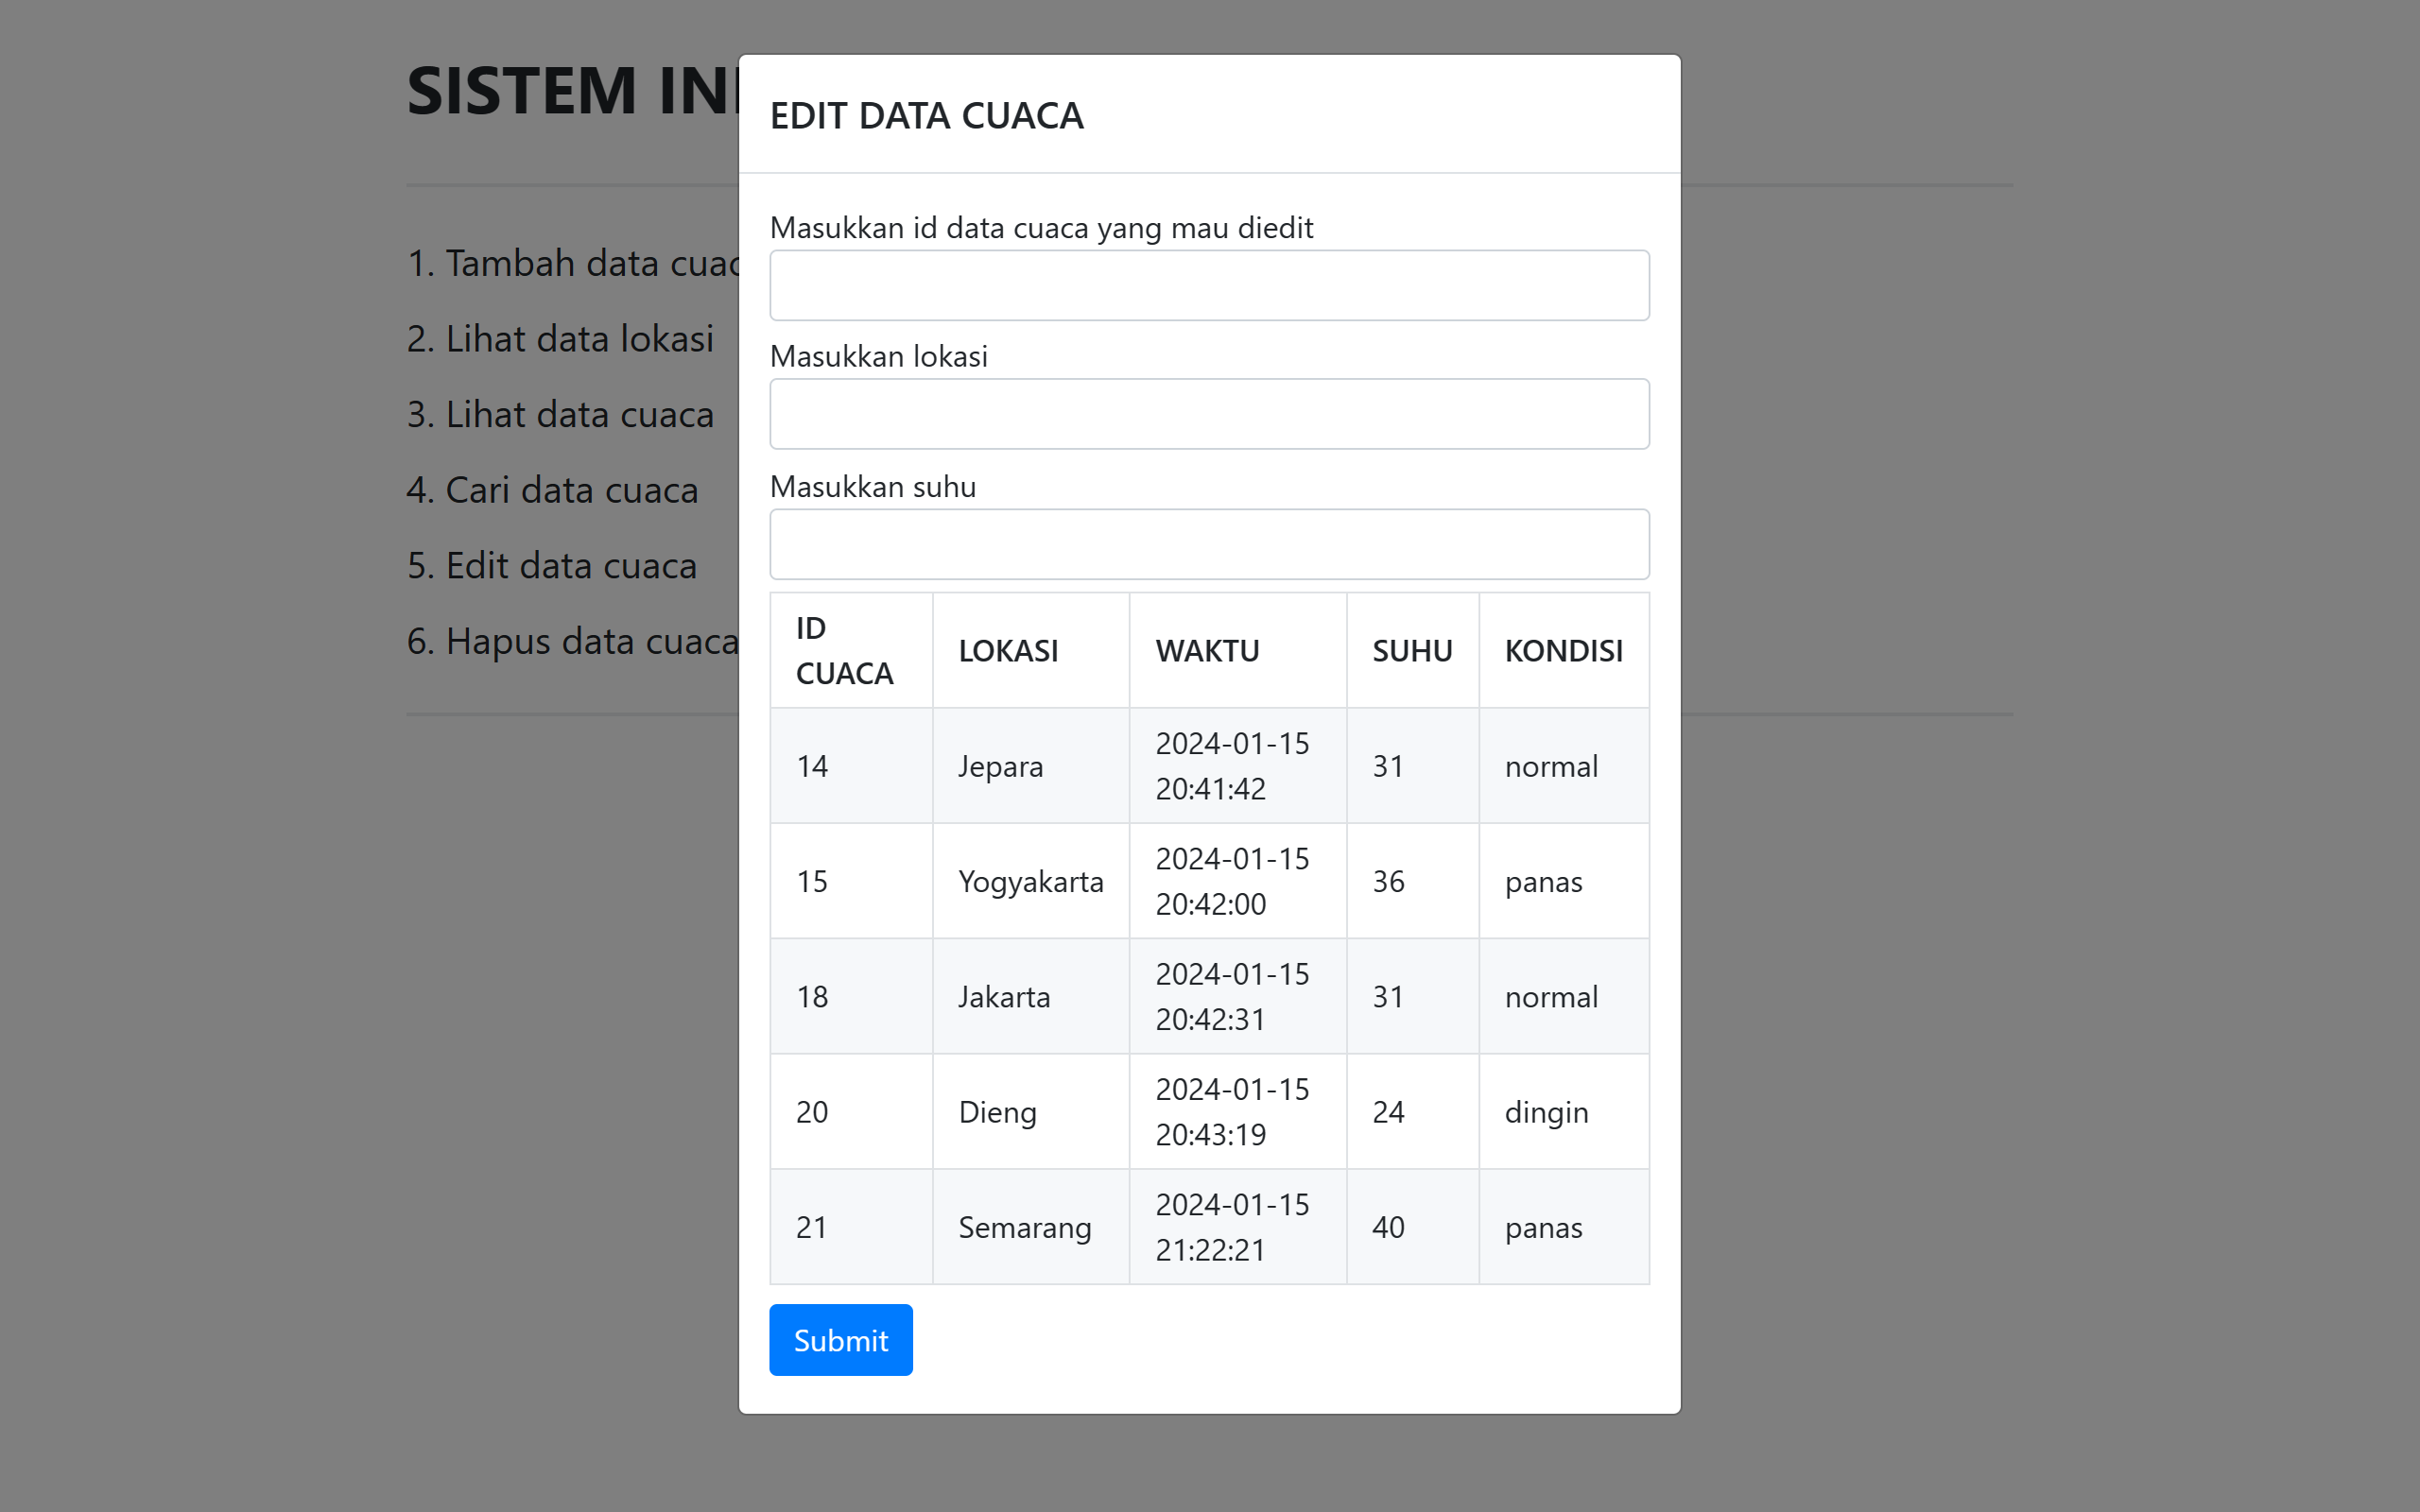 SISTEM
EDIT DATA CUACA
1. Tambah data
2. Lihat data lokasi
3. Lihat data cuaca
4. Cari data cuaca
5. Edit data cuaca
6. Hapus data cuaca
Masukkan id data cuaca yang mau diedit
Masukkan lokasi
Masukkan suhu
ID CUACA LOKASI WAKTU SUHU KONDISI
14 Jepara 2024-01-15 20:41:42 31 normal
15 Yogyakarta 2024-01-15 20:42:00 36 panas
18 Jakarta 2024-01-15 20:42:31 31 normal
20 Dieng 2024-01-15 20:43:19 24 dingin
21 Semarang 2024-01-15 21:22:21 40 panas
Submit